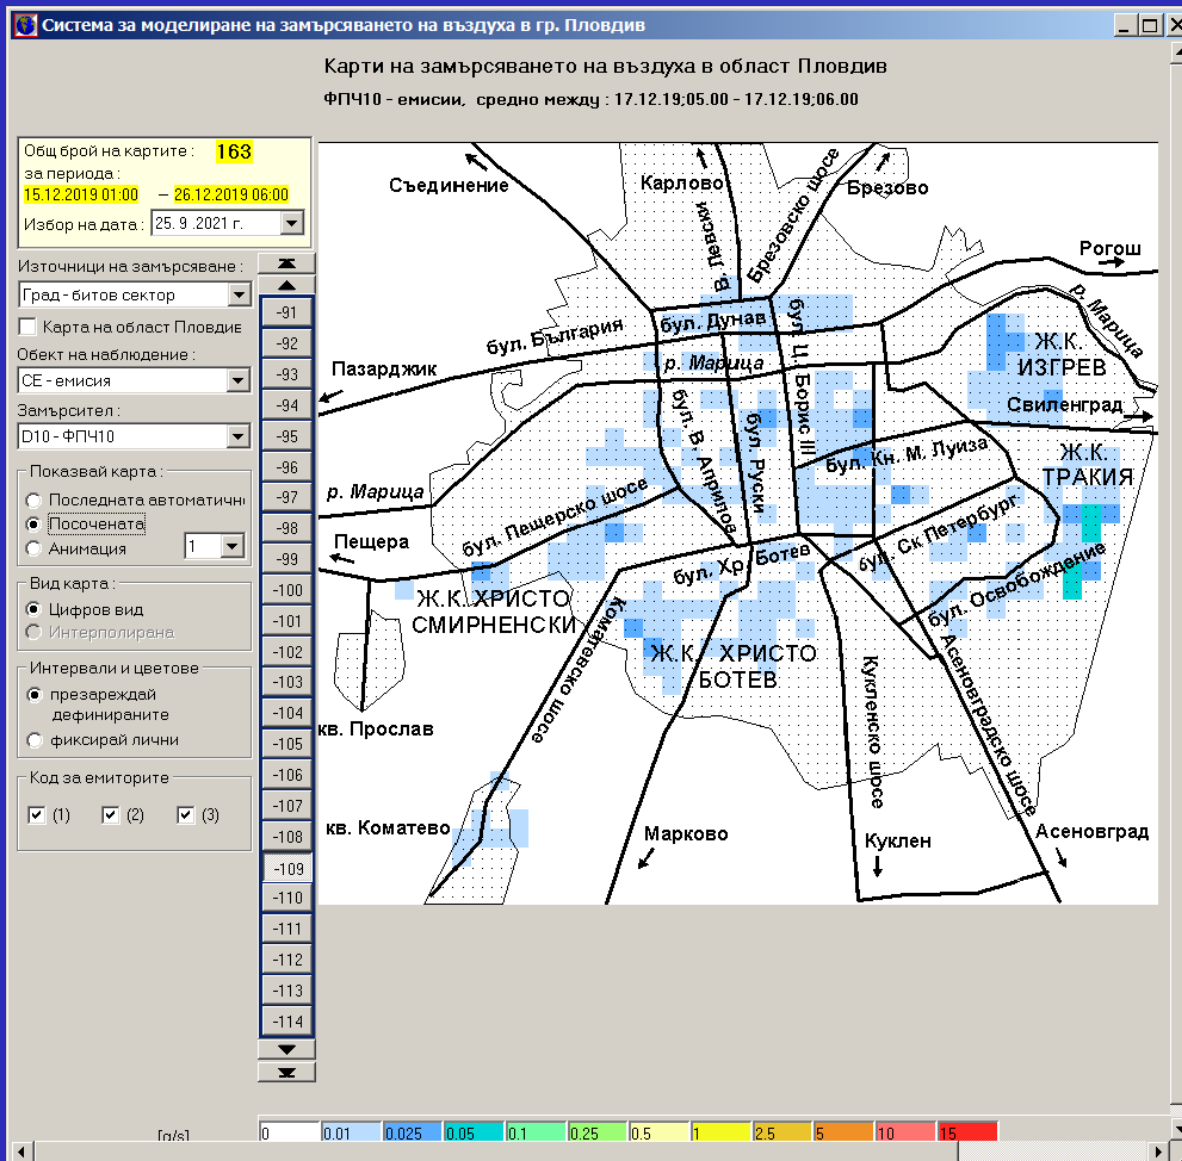 Система за моделиране на замърсяването на въздуха в гр. Пловдив
Карти на замърсяването на въздуха в област Пловдив
ФПЧ10 - емисии, средно между : 17.12.19;05.00 - 17.12.19;06.00
Общ брой на картите : 163
за периода :
15.12.2019 01:00 – 26.12.2019 06:00
Избор на дата : 25. 9 .2021 г.
Източници на замърсяване :
Град - битов сектор
Карта на област Пловдив
Обект на наблюдение :
СЕ - емисия
Замърсител :
D10 - ФПЧ10
Показвай карта :
Последната автоматичн
Посочената
Анимация 1
Вид карта :
Цифров вид
Интерполирана
Интервали и цветове
презареждай
дефинираните
фиксирай лични
Код за емиторите
(1) (2) (3)
-91
-92
-93
-94
-95
-96
-97
-98
-99
-100
-101
-102
-103
-104
-105
-106
-107
-108
-109
-110
-111
-112
-113
-114
Съединение
Карлово
Брезово
В. Левски
Брезовско шосе
Рогош
р. Марица
бул. България
бул. Дунав
бул. Ц. Борис III
Ж.К.
ИЗГРЕВ
Пазарджик
р. Марица
Свиленград
бул. В. Априлов
бул. Руски
бул. Кн. М. Луиза
Ж.К.
ТРАКИЯ
р. Марица
бул. Пещерско шосе
Пещера
бул. Хр. Ботев
бул. Ск Петербург
бул. Освобождение
Ж.К. ХРИСТО
СМИРНЕНСКИ
Коматевско шосе
Ж.К. ХРИСТО
БОТЕВ
Кукленско шосе
Асеновградско шосе
кв. Прослав
кв. Коматево
Марково
Куклен
Асеновград
[g/s] 0 0.01 0.025 0.05 0.1 0.25 0.5 1 2.5 5 10 15